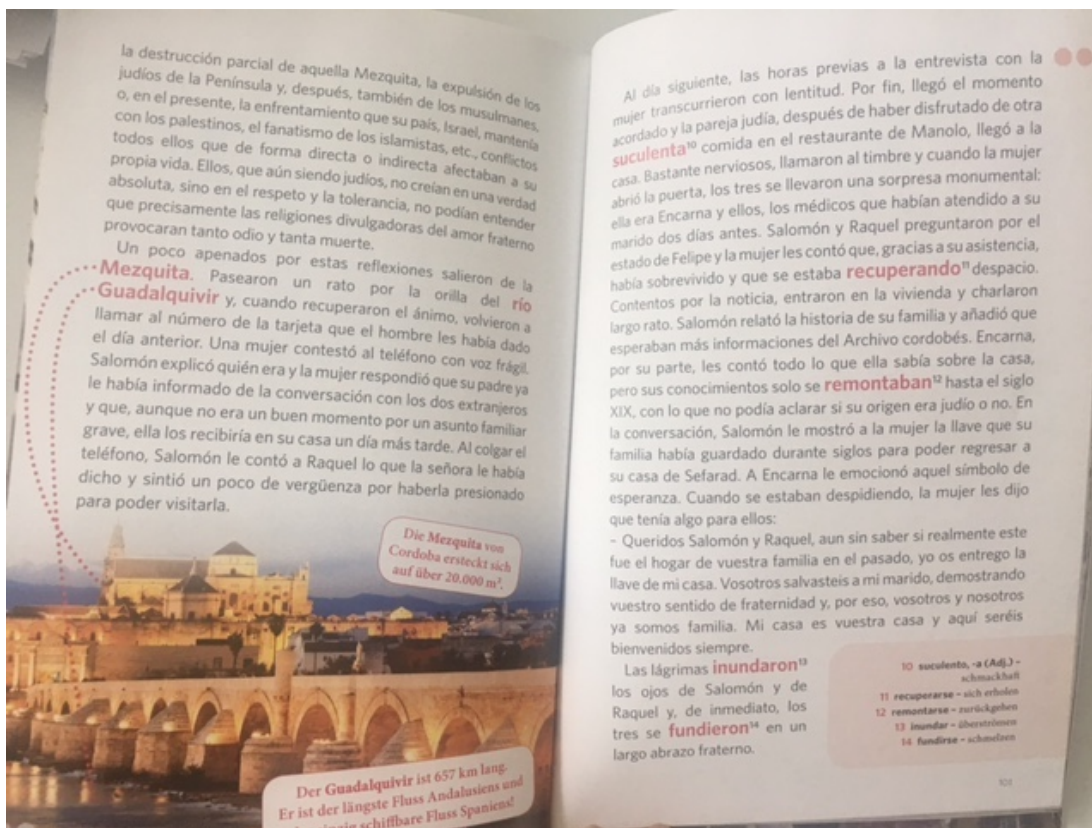 la destrucción parcial de aquella Mezquita, la expulsión de los
judíos de la Península y, después, también de los musulmanes,
o, en el presente, la enfrentamiento que su país, Israel, mantenía
con los palestinos, el fanatismo de los islamistas, etc., conflictos
todos ellos que de forma directa o indirecta afectaban a su
propia vida. Ellos, que aún siendo judíos, no creían en una verdad
absoluta, sino en el respeto y la tolerancia, no podían entender
que precisamente las religiones divulgadoras del amor fraterno
provocaran tanto odio y tanta muerte.
Un poco apenados por estas reflexiones salieron de la
Mezquita. Pasearon un rato por la orilla del río
Guadalquivir y, cuando recuperaron el ánimo, volvieron a
llamar al número de la tarjeta que el hombre les había dado
el día anterior. Una mujer contestó al teléfono con voz frágil.
Salomón explicó quién era y la mujer respondió que su padre ya
le había informado de la conversación con los dos extranjeros
y que, aunque no era un buen momento por un asunto familiar
grave, ella los recibiría en su casa un día más tarde. Al colgar el
teléfono, Salomón le contó a Raquel lo que la señora le había
dicho y sintió un poco de vergüenza por haberla presionado
para poder visitarla.
Die Mezquita von
Cordoba ersteckt sich
auf über 20.000 m².
Der Guadalquivir ist 657 km lang.
Er ist der längste Fluss Andalusiens und
schiffbare Fluss Spaniens!
Al día siguiente, las horas previas a la entrevista con la
mujer transcurrieron con lentitud. Por fin, llegó el momento
acordado y la pareja judía, después de haber disfrutado de otra
suculenta¹⁰ comida en el restaurante de Manolo, llegó a la
casa. Bastante nerviosos, llamaron al timbre y cuando la mujer
abrió la puerta, los tres se llevaron una sorpresa monumental:
ella era Encarna y ellos, los médicos que habían atendido a su
marido dos días antes. Salomón y Raquel preguntaron por el
estado de Felipe y la mujer les contó que, gracias a su asistencia,
había sobrevivido y que se estaba recuperando¹¹ despacio.
Contentos por la noticia, entraron en la vivienda y charlaron
largo rato. Salomón relató la historia de su familia y añadió que
esperaban más informaciones del Archivo cordobés. Encarna,
por su parte, les contó todo lo que ella sabía sobre la casa,
pero sus conocimientos solo se remontaban¹² hasta el siglo
XIX, con lo que no podía aclarar si su origen era judío o no. En
la conversación, Salomón le mostró a la mujer la llave que su
familia había guardado durante siglos para poder regresar a
su casa de Sefarad. A Encarna le emocionó aquel símbolo de
esperanza. Cuando se estaban despidiendo, la mujer les dijo
que tenía algo para ellos:
– Queridos Salomón y Raquel, aun sin saber si realmente este
fue el hogar de vuestra familia en el pasado, yo os entrego la
llave de mi casa. Vosotros salvasteis a mi marido, demostrando
vuestro sentido de fraternidad y, por eso, vosotros y nosotros
ya somos familia. Mi casa es vuestra casa y aquí seréis
bienvenidos siempre.
Las lágrimas inundaron¹³
los ojos de Salomón y de
Raquel y, de inmediato, los
tres se fundieron¹⁴ en un
largo abrazo fraterno.
10 suculento, -a (Adj.) –
schmackhaft
11 recuperarse – sich erholen
12 remontarse – zurückgehen
13 inundar – überströmen
14 fundirse – schmelzen